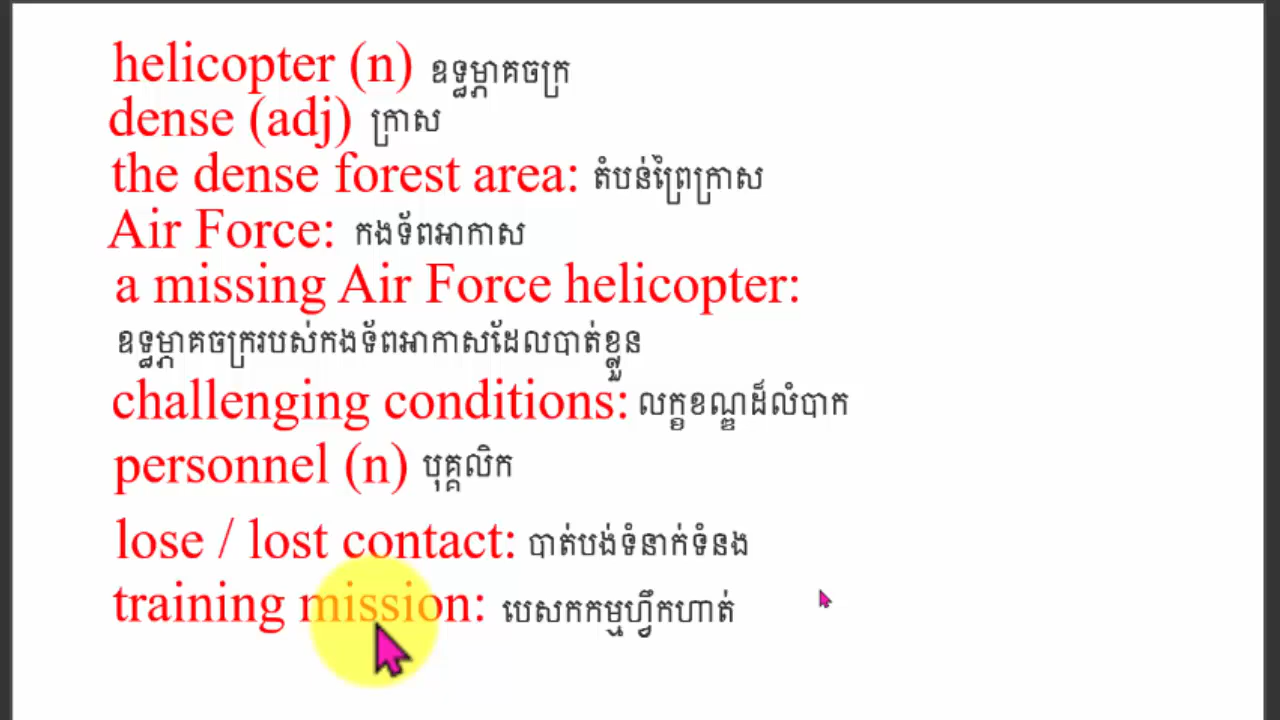 helicopter (n) ឧទ្ធម្ភាគចក្រ
dense (adj) ក្រាស
the dense forest area: តំបន់ព្រៃក្រាស
Air Force: កងទ័ពអាកាស
a missing Air Force helicopter:
ឧទ្ធម្ភាគចក្ររបស់កងទ័ពអាកាសដែលបាត់ខ្លួន
challenging conditions: លក្ខខណ្ឌដ៏លំបាក
personnel (n) បុគ្គលិក
lose / lost contact: បាត់បង់ទំនាក់ទំនង
training mission: បេសកកម្មហ្វឹកហាត់